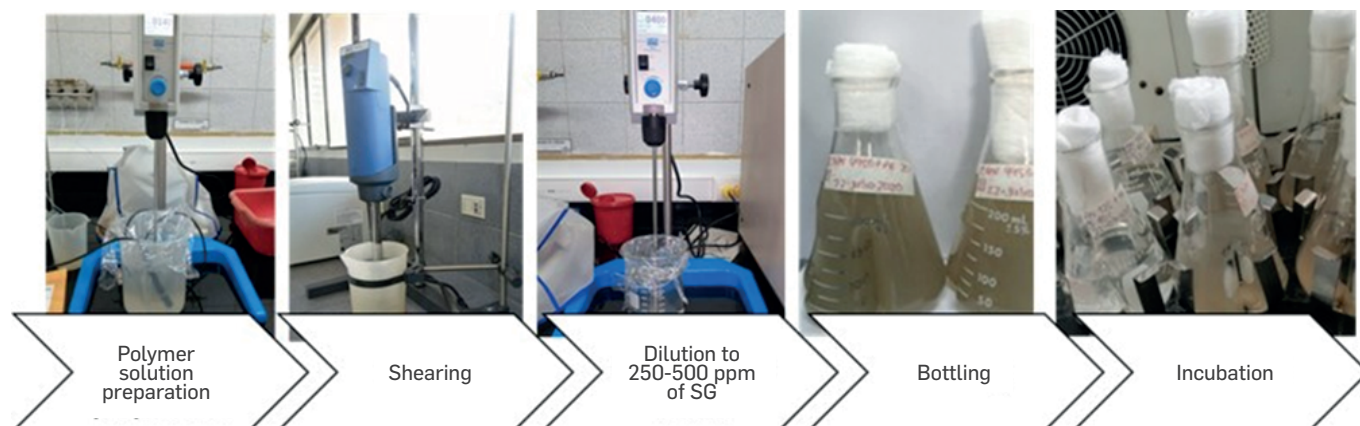 Polymer
solution
preparation
Shearing
Dilution to
250-500 ppm
of SG
Bottling
Incubation
200 mL
150
100
50